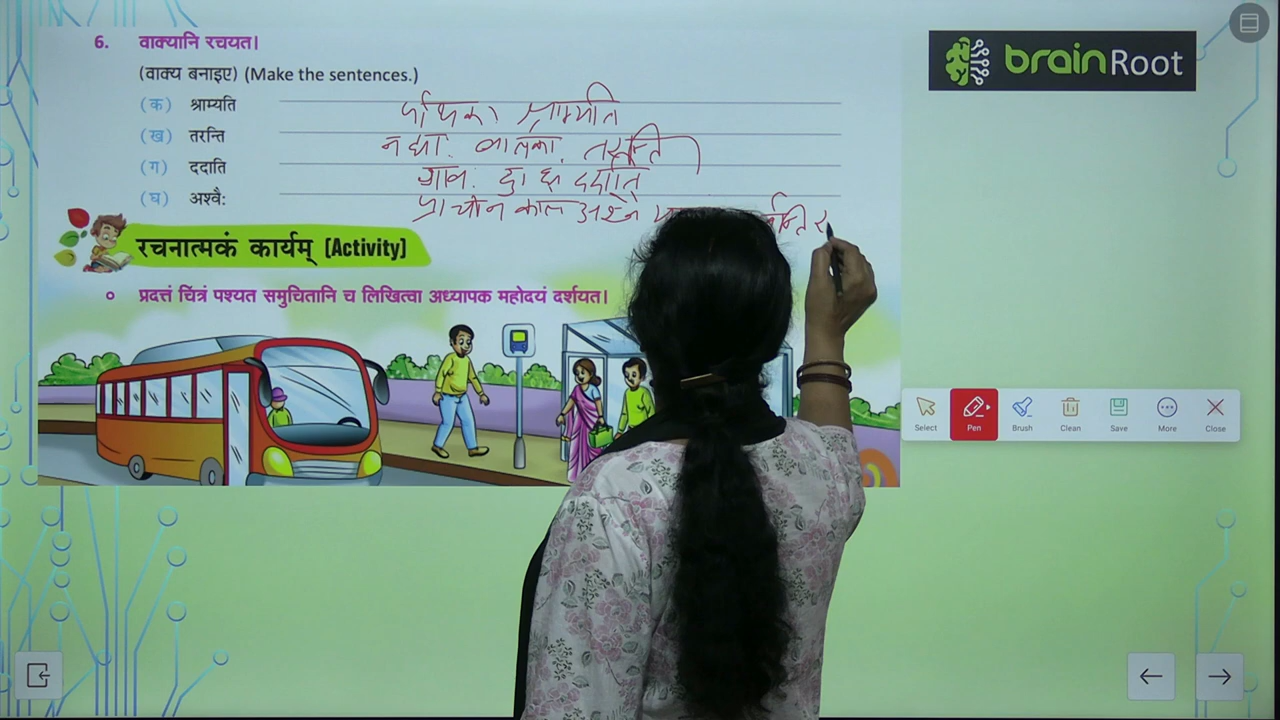 6. वाक्यानि रचयत।
(वाक्य बनाइए) (Make the sentences.)
(क) श्राम्यति पथिकः श्राम्यति
(ख) तरन्ति नद्यां बालकाः तरन्ति
(ग) ददाति दुग्धं ददाति
(घ) अश्वैः प्राचीन काल
रचनात्मकं कार्यम् (Activity)
प्रदत्तं चित्रं पश्यत समुचितानि च लिखित्वा अध्यापक महोदयं दर्शयत।
brainRoot
Select Pen Brush Clean Save More Close